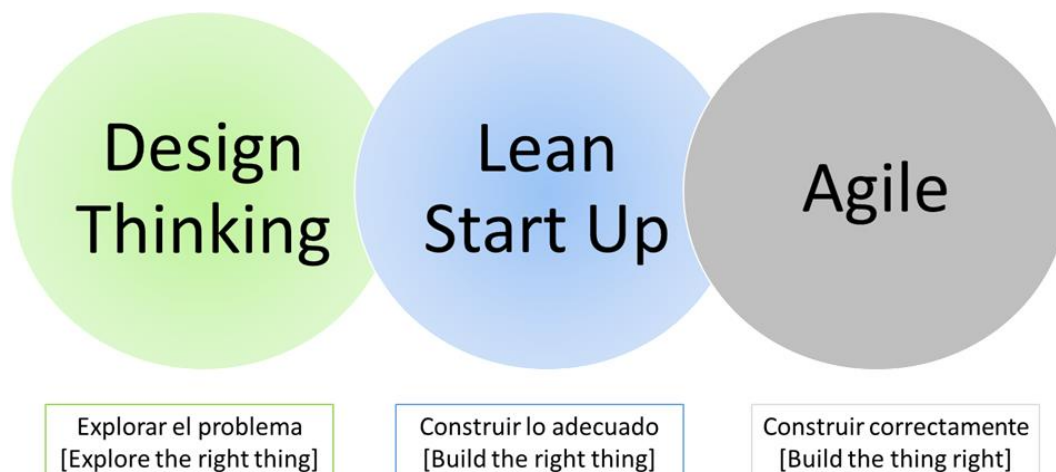 Design
Thinking
Lean
Start Up
Agile
Explorar el problema
[Explore the right thing]
Construir lo adecuado
[Build the right thing]
Construir correctamente
[Build the thing right]